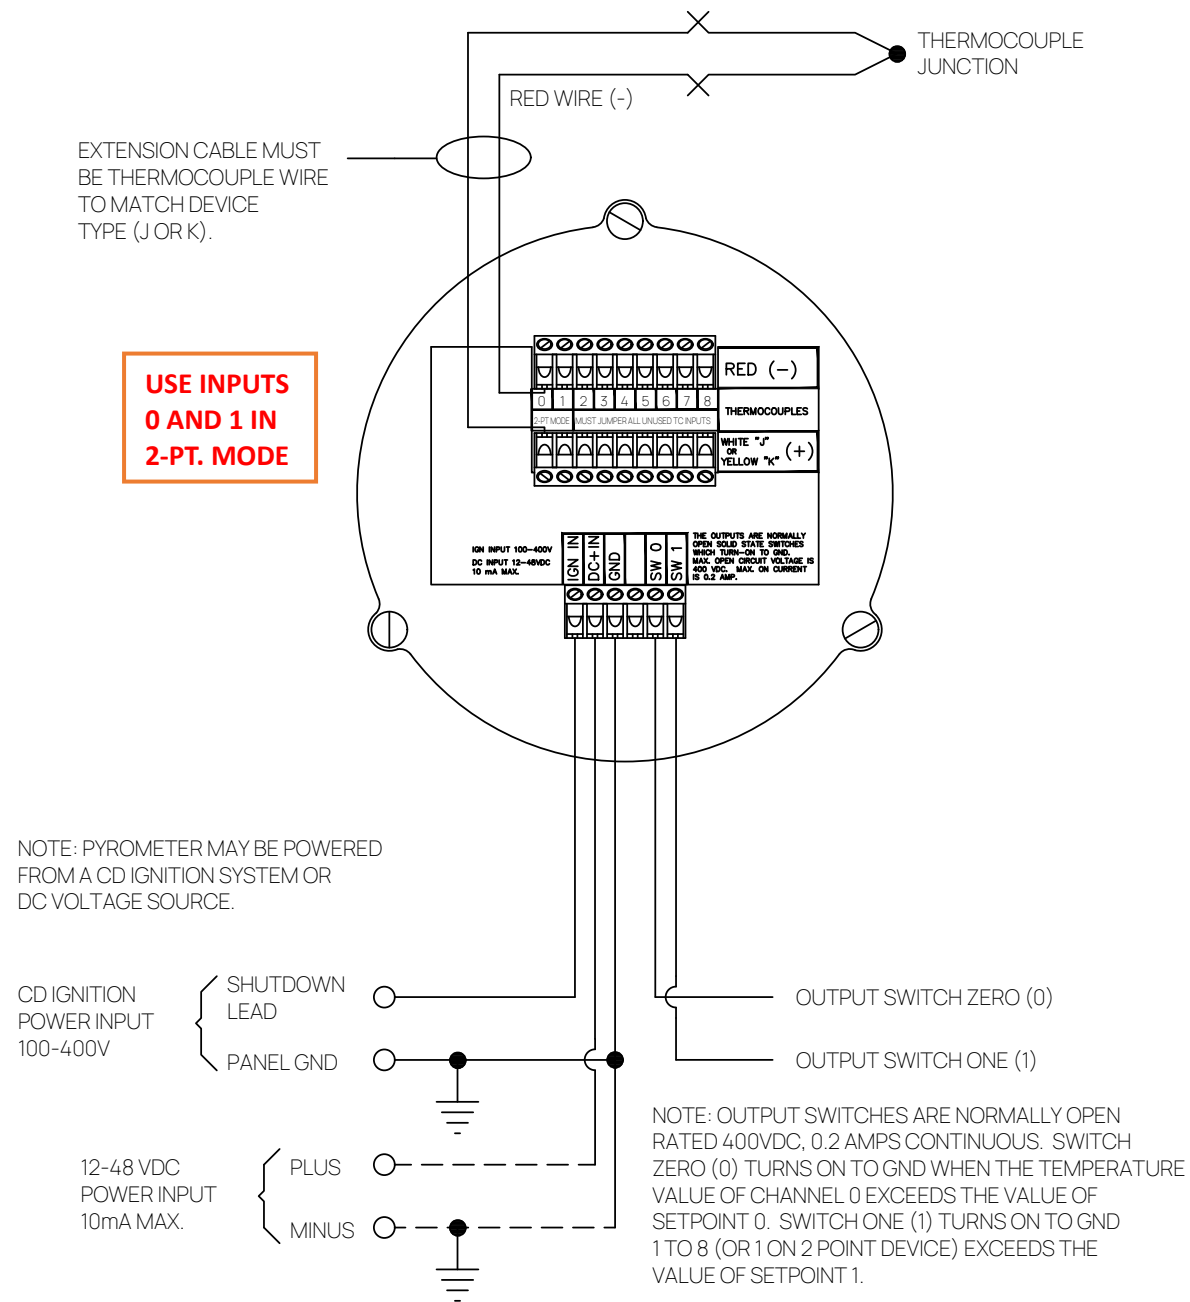 THERMOCOUPLE
JUNCTION
RED WIRE (-)
EXTENSION CABLE MUST
BE THERMOCOUPLE WIRE
TO MATCH DEVICE
TYPE (J OR K).
USE INPUTS
0 AND 1 IN
2-PT. MODE
RED (-)
0 1 2 3 4 5 6 7 8
THERMOCOUPLES
2-PT MODE MUST JUMPER ALL UNUSED TC INPUTS
WHITE "J"
OR
YELLOW "K"
(+)
IGN INPUT 100-400V
DC INPUT 12-48VDC
10 mA MAX.
IGN IN
DC+IN
GND
SW 0
SW 1
THE OUTPUTS ARE NORMALLY
OPEN SOLID STATE SWITCHES
WHICH TURN-ON TO GND.
MAX. OPEN CIRCUIT VOLTAGE IS
400 VDC. MAX. ON CURRENT
IS 0.2 AMP.
NOTE: PYROMETER MAY BE POWERED
FROM A CD IGNITION SYSTEM OR
DC VOLTAGE SOURCE.
CD IGNITION
POWER INPUT
100-400V
SHUTDOWN
LEAD
PANEL GND
OUTPUT SWITCH ZERO (0)
OUTPUT SWITCH ONE (1)
12-48 VDC
POWER INPUT
10mA MAX.
PLUS
MINUS
NOTE: OUTPUT SWITCHES ARE NORMALLY OPEN
RATED 400VDC, 0.2 AMPS CONTINUOUS. SWITCH
ZERO (0) TURNS ON TO GND WHEN THE TEMPERATURE
VALUE OF CHANNEL 0 EXCEEDS THE VALUE OF
SETPOINT 0. SWITCH ONE (1) TURNS ON TO GND
1 TO 8 (OR 1 ON 2 POINT DEVICE) EXCEEDS THE
VALUE OF SETPOINT 1.